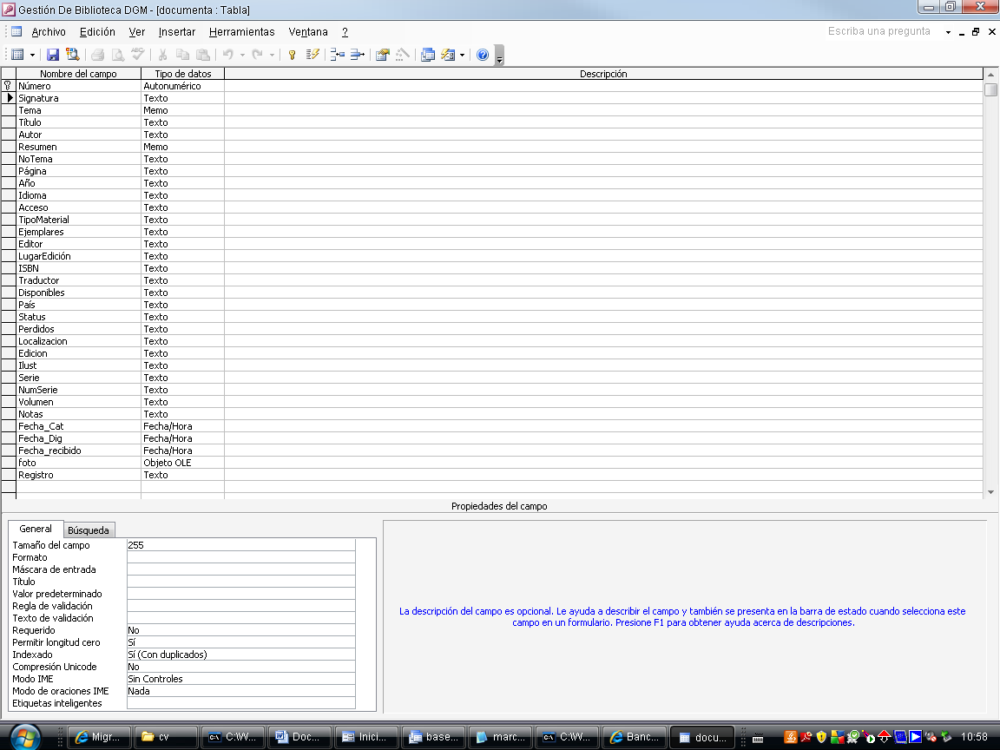 Gestión De Biblioteca DGM - [documenta : Tabla]
Archivo Edición Ver Insertar Herramientas Ventana ? Escriba una pregunta
Nombre del campo Tipo de datos Descripción
Número Autonumérico
Signatura Texto
Tema Memo
Título Texto
Autor Texto
Resumen Memo
NoTema Texto
Página Texto
Año Texto
Idioma Texto
Acceso Texto
TipoMaterial Texto
Ejemplares Texto
Editor Texto
LugarEdición Texto
ISBN Texto
Traductor Texto
Disponibles Texto
País Texto
Status Texto
Perdidos Texto
Localizacion Texto
Edicion Texto
Ilust Texto
Serie Texto
NumSerie Texto
Volumen Texto
Notas Texto
Fecha_Cat Fecha/Hora
Fecha_Dig Fecha/Hora
Fecha_recibido Fecha/Hora
foto Objeto OLE
Registro Texto
Propiedades del campo
General Búsqueda
Tamaño del campo 255
Formato
Máscara de entrada
Título
Valor predeterminado
Regla de validación
Texto de validación
Requerido No
Permitir longitud cero Sí
Indexado Sí (Con duplicados)
Compresión Unicode No
Modo IME Sin Controles
Modo de oraciones IME Nada
Etiquetas inteligentes
La descripción del campo es opcional. Le ayuda a describir el campo y también se presenta en la barra de estado cuando selecciona este
campo en un formulario. Presione F1 para obtener ayuda acerca de descripciones.
Migr... cv C:\W... Doc... Inici... base... marc... C:\W... Banc... docu... 10:58